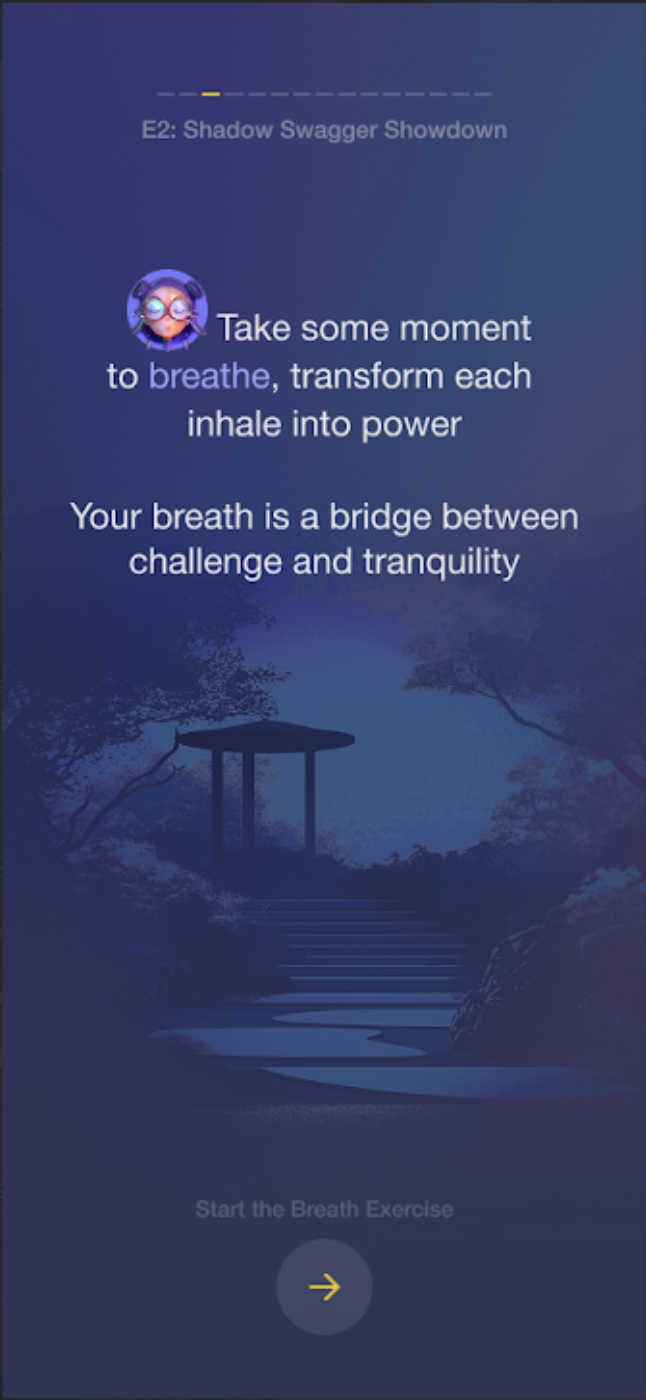 E2: Shadow Swagger Showdown
Take some moment
to breathe, transform each
inhale into power
Your breath is a bridge between
challenge and tranquility
Start the Breath Exercise